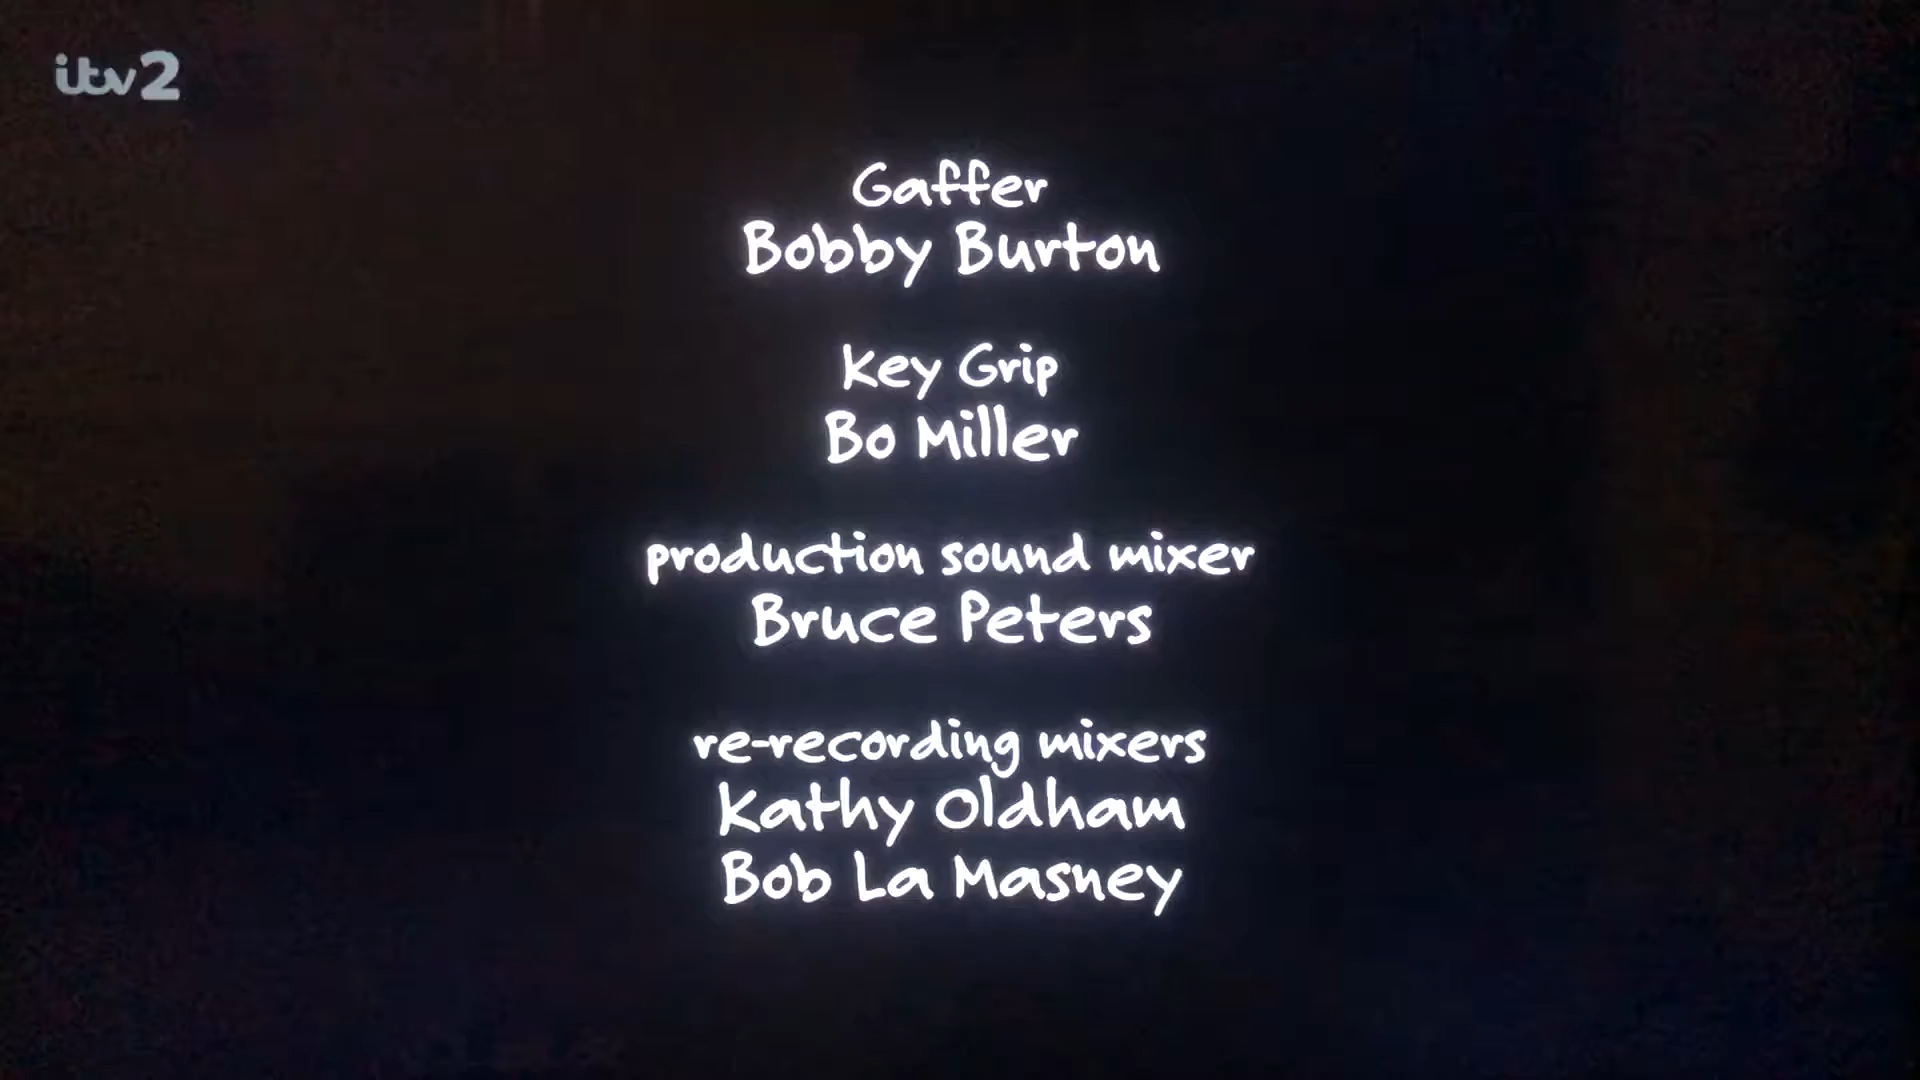 itv2
Gaffer
Bobby Burton
Key Grip
Bo Miller
production sound mixer
Bruce Peters
re-recording mixers
Kathy Oldham
Bob La Masney